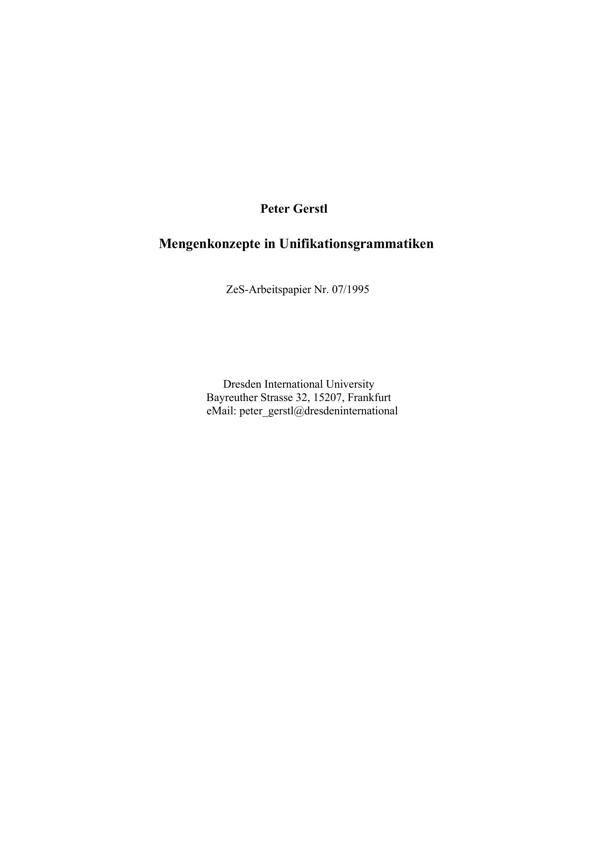 Peter Gerstl
Mengenkonzepte in Unifikationsgrammatiken
ZeS-Arbeitspapier Nr. 07/1995
Dresden International University
Bayreuther Strasse 32, 15207, Frankfurt
eMail: peter_gerstl@dresdeninternational